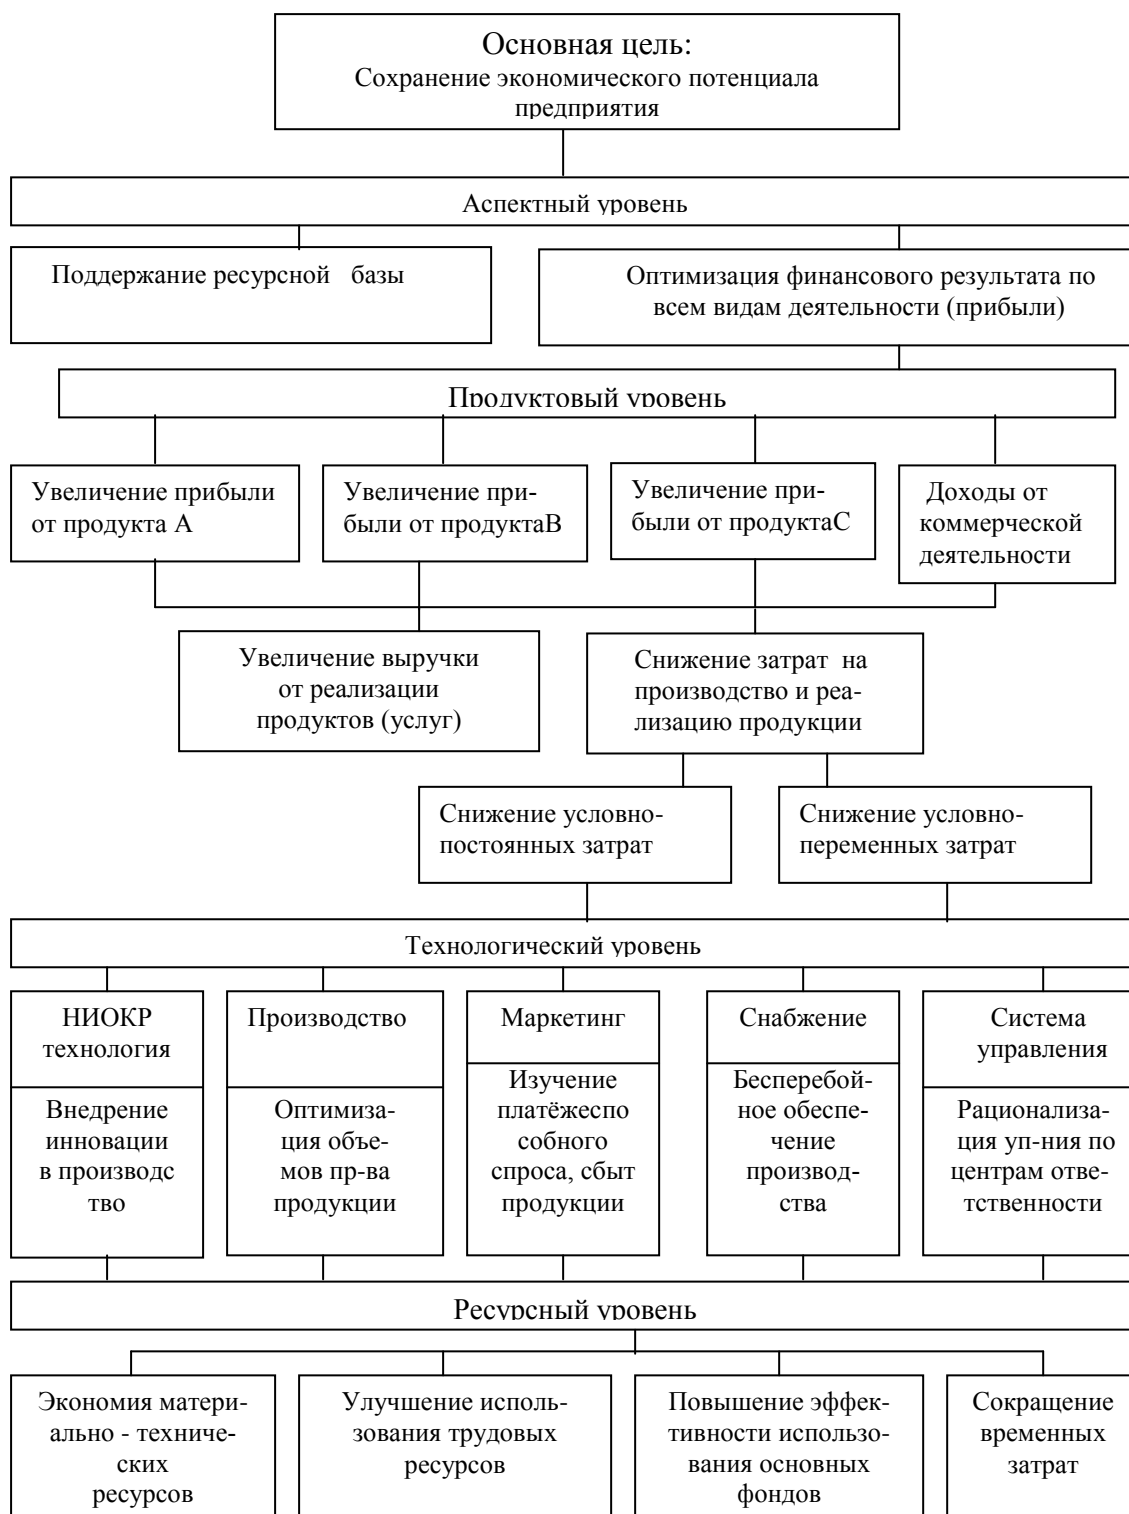 Основная цель:
Сохранение экономического потенциала
предприятия
Аспектный уровень
Поддержание ресурсной базы
Оптимизация финансового результата по
всем видам деятельности (прибыли)
Продуктовый уровень
Увеличение прибыли
от продукта А
Увеличение при-
были от продуктаВ
Увеличение при-
были от продуктаС
Доходы от
коммерческой
деятельности
Увеличение выручки
от реализации
продуктов (услуг)
Снижение затрат на
производство и реа-
лизацию продукции
Снижение условно-
постоянных затрат
Снижение условно-
переменных затрат
Технологический уровень
НИОКР
технология
Производство
Маркетинг
Снабжение
Система
управления
Внедрение
инновации
в производс
тво
Оптимиза-
ция объе-
мов пр-ва
продукции
Изучение
платёжеспо
собного
спроса, сбыт
продукции
Бесперебой-
ное обеспе-
чение
производ-
ства
Рационализа-
ция уп-ния по
центрам отве-
тственности
Ресурсный уровень
Экономия матери-
ально - техниче-
ских
ресурсов
Улучшение исполь-
зования трудовых
ресурсов
Повышение эффек-
тивности использо-
вания основных
фондов
Сокращение
временных
затрат